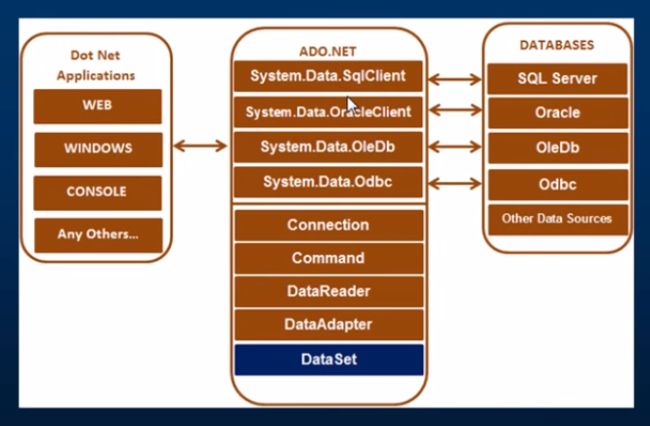 Dot Net
Applications
WEB
WINDOWS
CONSOLE
Any Others...
ADO.NET
System.Data.SqlClient
System.Data.OracleClient
System.Data.OleDb
System.Data.Odbc
Connection
Command
DataReader
DataAdapter
DataSet
DATABASES
SQL Server
Oracle
OleDb
Odbc
Other Data Sources